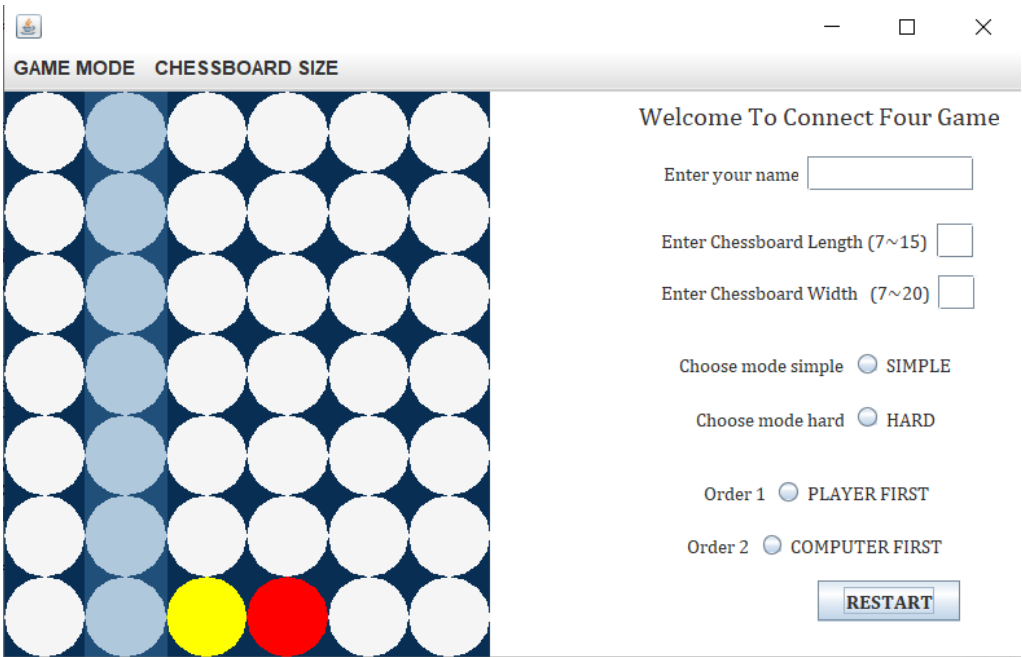 GAME MODE CHESSBOARD SIZE
Welcome To Connect Four Game
Enter your name
Enter Chessboard Length (7~15)
Enter Chessboard Width (7~20)
Choose mode simple SIMPLE
Choose mode hard HARD
Order 1 PLAYER FIRST
Order 2 COMPUTER FIRST
RESTART